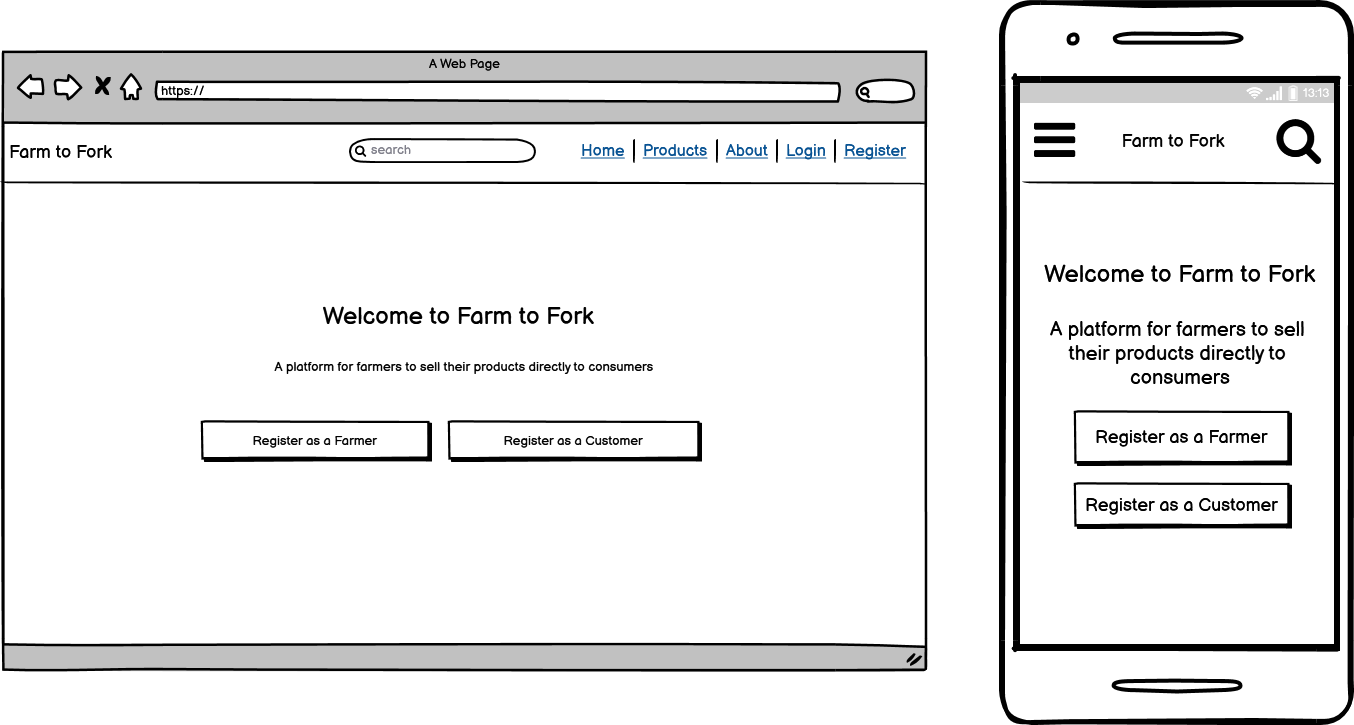 A Web Page
https://
Farm to Fork
search
Home | Products | About | Login | Register
Welcome to Farm to Fork
A platform for farmers to sell their products directly to consumers
Register as a Farmer
Register as a Customer
13:13
Farm to Fork
Welcome to Farm to Fork
A platform for farmers to sell
their products directly to
consumers
Register as a Farmer
Register as a Customer